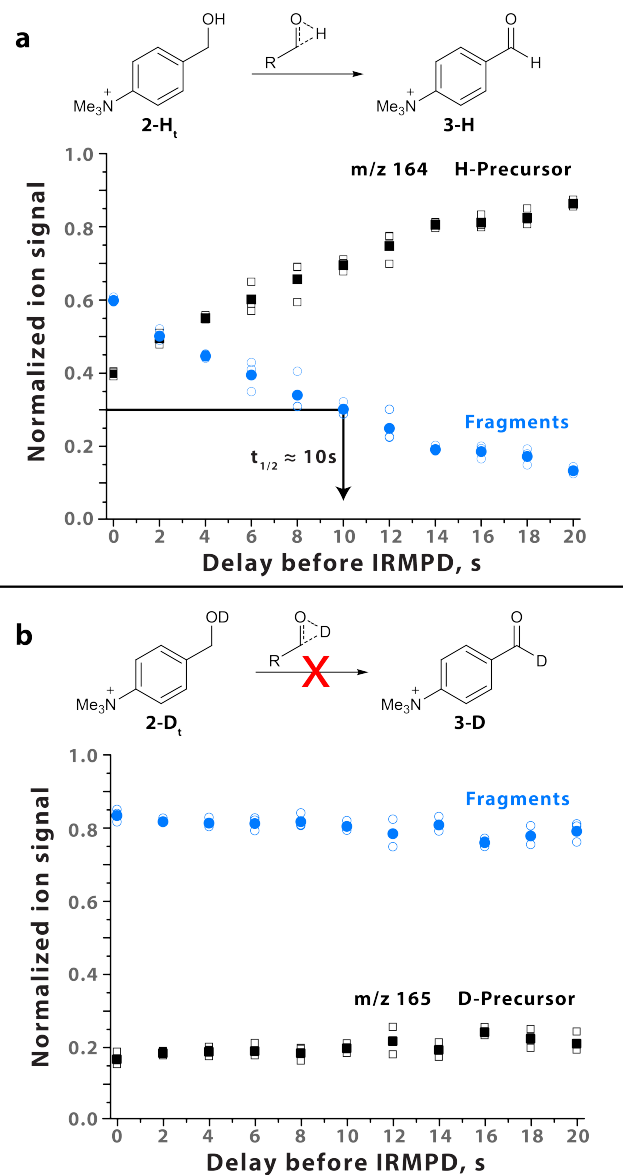 a
OH
O
H
R
O
H
Me3N+
Me3N+
2-Ht
3-H
m/z 164 H-Precursor
1.0
0.8
0.6
0.4
0.2
0.0
Normalized ion signal
Fragments
t1/2 ≈ 10s
0 2 4 6 8 10 12 14 16 18 20
Delay before IRMPD, s
b
OD
O
D
R
X
O
D
Me3N+
Me3N+
2-Dt
3-D
1.0
0.8
0.6
0.4
0.2
0.0
Normalized ion signal
Fragments
m/z 165 D-Precursor
0 2 4 6 8 10 12 14 16 18 20
Delay before IRMPD, s